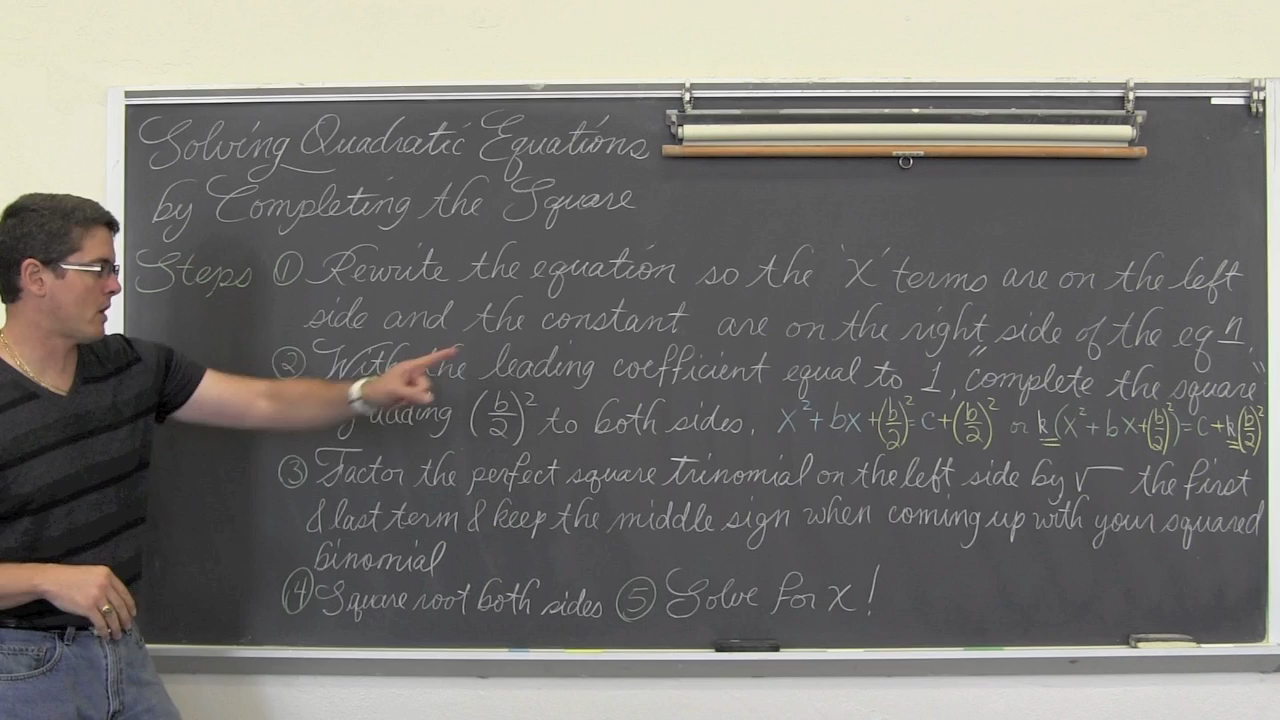 Solving Quadratic Equations
by Completing the Square
Steps ① Rewrite the equation so the 'X' terms are on the left
side and the constant are on the right side of the eq n
② With the leading coefficient equal to 1, "complete the square"
adding (b/2)² to both sides. x² + bx + (b/2)² = c + (b/2)² or k(x² + bx + (b/2)²) = c + k(b/2)²
③ Factor the perfect square trinomial on the left side by √ the first
& last term & keep the middle sign when coming up with your squared
binomial
④ Square root both sides ⑤ Solve for x!